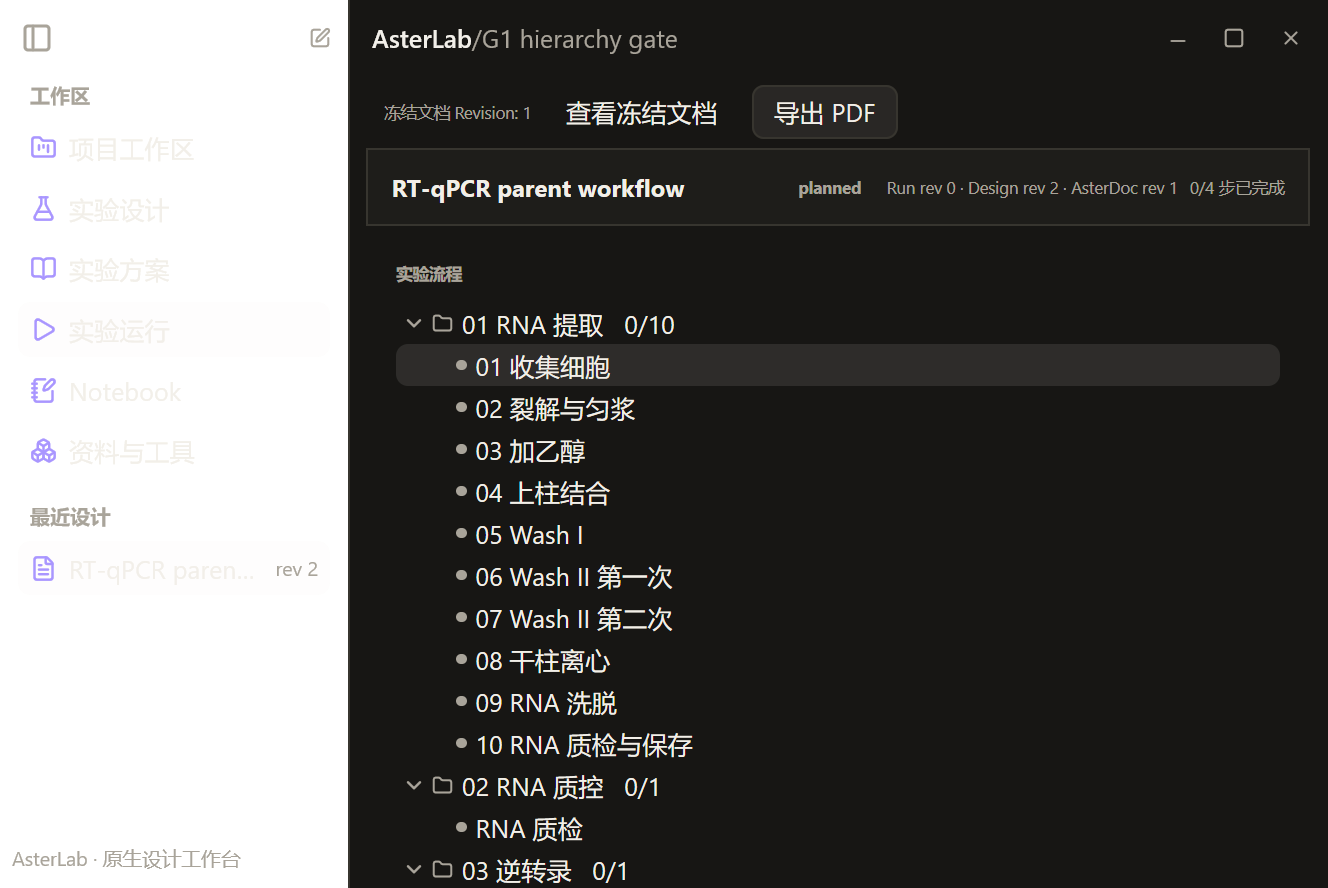 工作区
项目工作区
实验设计
实验方案
实验运行
Notebook
资料与工具
最近设计
RT-qPCR paren... rev 2
AsterLab · 原生设计工作台
AsterLab/G1 hierarchy gate
冻结文档 Revision: 1 查看冻结文档 导出 PDF
RT-qPCR parent workflow planned Run rev 0 · Design rev 2 · AsterDoc rev 1 0/4 步已完成
实验流程
01 RNA 提取 0/10
01 收集细胞
02 裂解与匀浆
03 加乙醇
04 上柱结合
05 Wash I
06 Wash II 第一次
07 Wash II 第二次
08 干柱离心
09 RNA 洗脱
10 RNA 质检与保存
02 RNA 质控 0/1
RNA 质检
03 逆转录 0/1